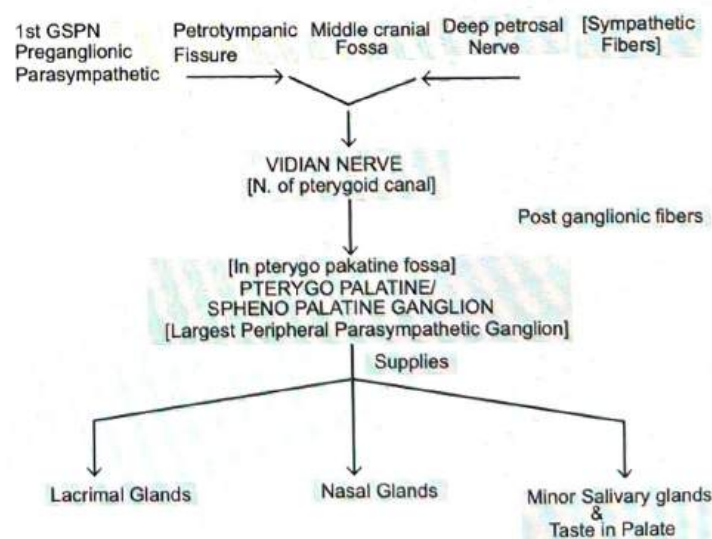 1st GSPN
Preganglionic
Parasympathetic
Petrotympanic
Fissure
Middle cranial
Fossa
Deep petrosal
Nerve
[Sympathetic
Fibers]
VIDIAN NERVE
[N. of pterygoid canal]
Post ganglionic fibers
[In pterygo pakatine fossa]
PTERYGO PALATINE/
SPHENO PALATINE GANGLION
[Largest Peripheral Parasympathetic Ganglion]
Supplies
Lacrimal Glands
Nasal Glands
Minor Salivary glands
&
Taste in Palate